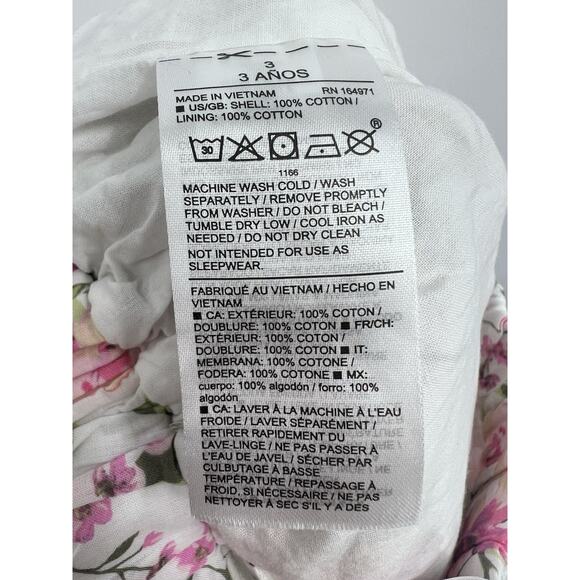 3
3 AÑOS
MADE IN VIETNAM RN 164971
■ US/GB: SHELL: 100% COTTON /
LINING: 100% COTTON
30
®
1166
MACHINE WASH COLD / WASH
SEPARATELY / REMOVE PROMPTLY
FROM WASHER / DO NOT BLEACH /
TUMBLE DRY LOW / COOL IRON AS
NEEDED / DO NOT DRY CLEAN
NOT INTENDED FOR USE AS
SLEEPWEAR.
FABRIQUÉ AU VIETNAM / HECHO EN
VIETNAM
■ CA: EXTÉRIEUR: 100% COTON /
DOUBLURE: 100% COTON ■ FR/CH:
EXTÉRIEUR: 100% COTON /
DOUBLURE: 100% COTON ■ IT:
MEMBRANA: 100% COTONE /
FODERA: 100% COTONE ■ MX:
cuerpo: 100% algodón / forro: 100%
algodón
■ CA: LAVER À LA MACHINE À L'EAU
FROIDE / LAVER SÉPARÉMENT /
RETIRER RAPIDEMENT DU
LAVE-LINGE / NE PAS PASSER À
L'EAU DE JAVEL / SÉCHER PAR
CULBUTAGE À BASSE
TEMPÉRATURE / REPASSAGE À
FROID, SI NÉCESSAIRE / NE PAS
NETTOYER À SEC S'IL Y A DES